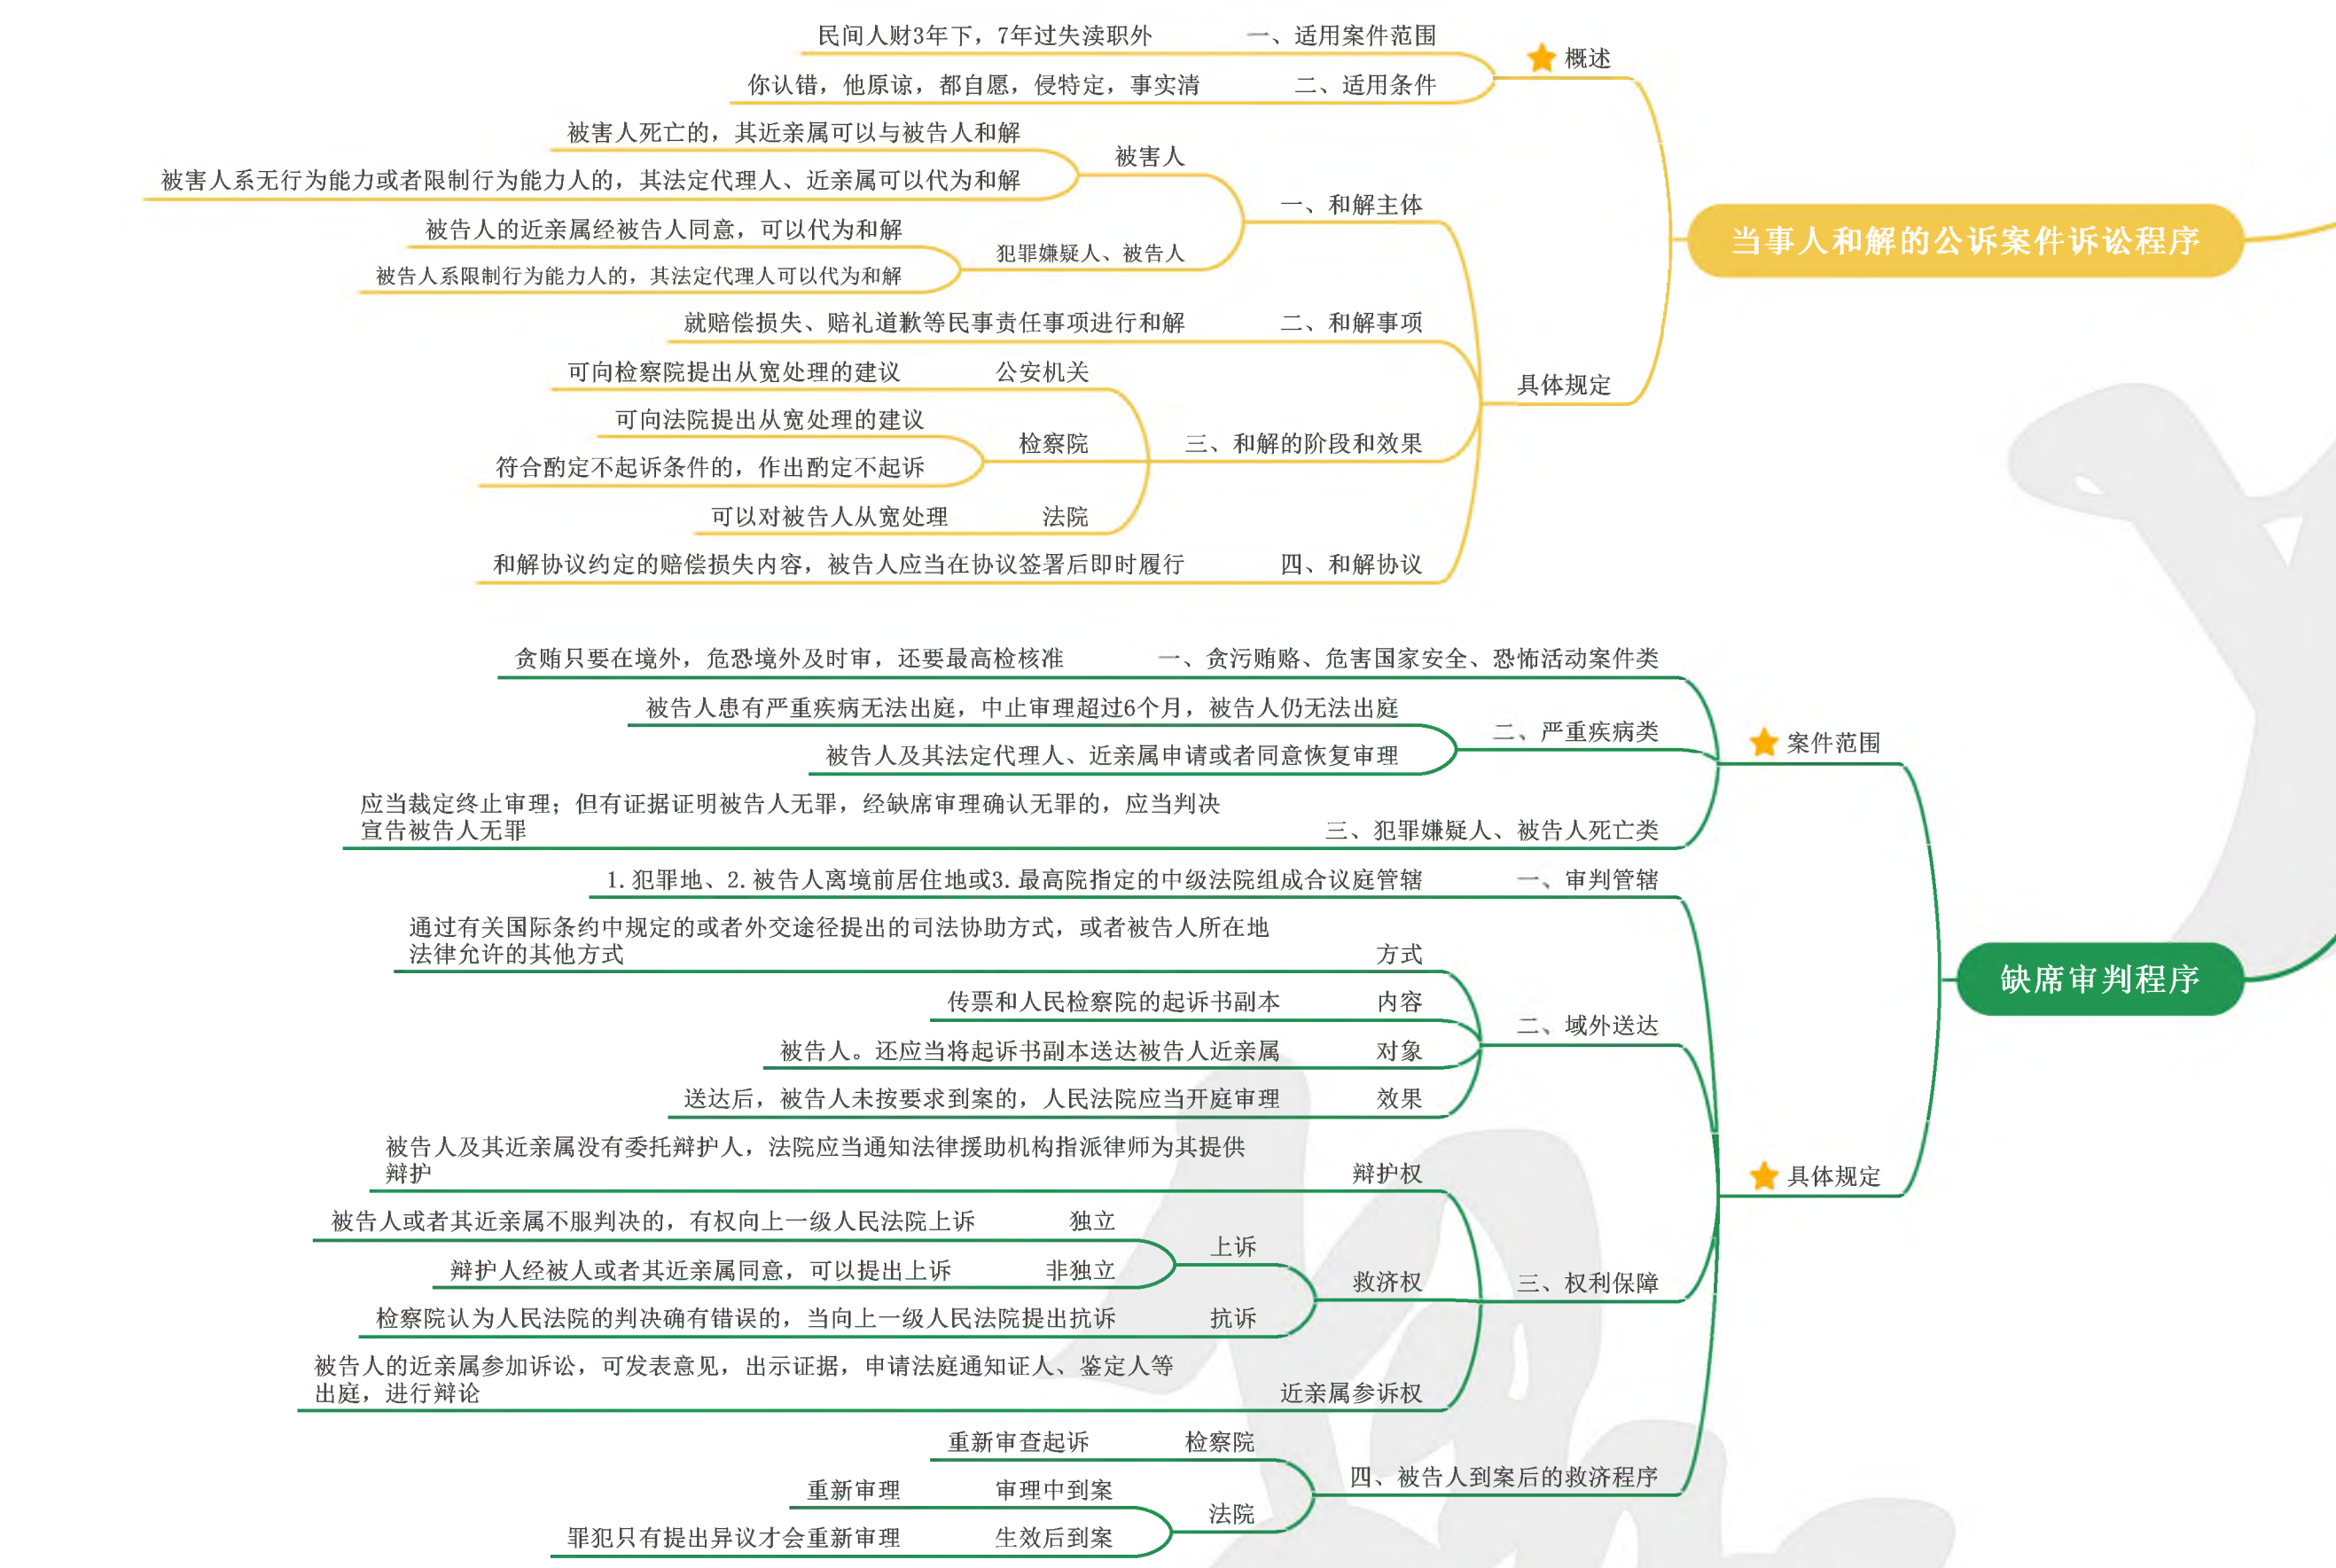 当事人和解的公诉案件诉讼程序
概述
一、适用案件范围
民间人财3年下，7年过失渎职外
二、适用条件
你认错，他原谅，都自愿，侵特定，事实清
具体规定
一、和解主体
被害人
被害人死亡的，其近亲属可以与被告人和解
被害人系无行为能力或者限制行为能力人的，其法定代理人、近亲属可以代为和解
犯罪嫌疑人、被告人
被告人的近亲属经被告人同意，可以代为和解
被告人系限制行为能力人的，其法定代理人可以代为和解
二、和解事项
就赔偿损失、赔礼道歉等民事责任事项进行和解
三、和解的阶段和效果
公安机关
可向检察院提出从宽处理的建议
检察院
可向法院提出从宽处理的建议
符合酌定不起诉条件的，作出酌定不起诉
法院
可以对被告人从宽处理
四、和解协议
和解协议约定的赔偿损失内容，被告人应当在协议签署后即时履行
缺席审判程序
案件范围
一、贪污贿赂、危害国家安全、恐怖活动案件类
贪贿只要在境外，危恐境外及时审，还要最高检核准
二、严重疾病类
被告人患有严重疾病无法出庭，中止审理超过6个月，被告人仍无法出庭
被告人及其法定代理人、近亲属申请或者同意恢复审理
三、犯罪嫌疑人、被告人死亡类
应当裁定终止审理；但有证据证明被告人无罪，经缺席审理确认无罪的，应当判决
宣告被告人无罪
具体规定
一、审判管辖
1.犯罪地、2.被告人离境前居住地或3.最高院指定的中级法院组成合议庭管辖
二、域外送达
方式
通过有关国际条约中规定的或者外交途径提出的司法协助方式，或者被告人所在地
法律允许的其他方式
内容
传票和人民检察院的起诉书副本
对象
被告人。还应当将起诉书副本送达被告人近亲属
效果
送达后，被告人未按要求到案的，人民法院应当开庭审理
三、权利保障
辩护权
被告人及其近亲属没有委托辩护人，法院应当通知法律援助机构指派律师为其提供
辩护
救济权
上诉
独立
被告人或者其近亲属不服判决的，有权向上一级人民法院上诉
非独立
辩护人经被人或者其近亲属同意，可以提出上诉
抗诉
检察院认为人民法院的判决确有错误的，当向上一级人民法院提出抗诉
近亲属参诉权
被告人的近亲属参加诉讼，可发表意见，出示证据，申请法庭通知证人、鉴定人等
出庭，进行辩论
四、被告人到案后的救济程序
检察院
重新审查起诉
法院
审理中到案
重新审理
生效后到案
罪犯只有提出异议才会重新审理